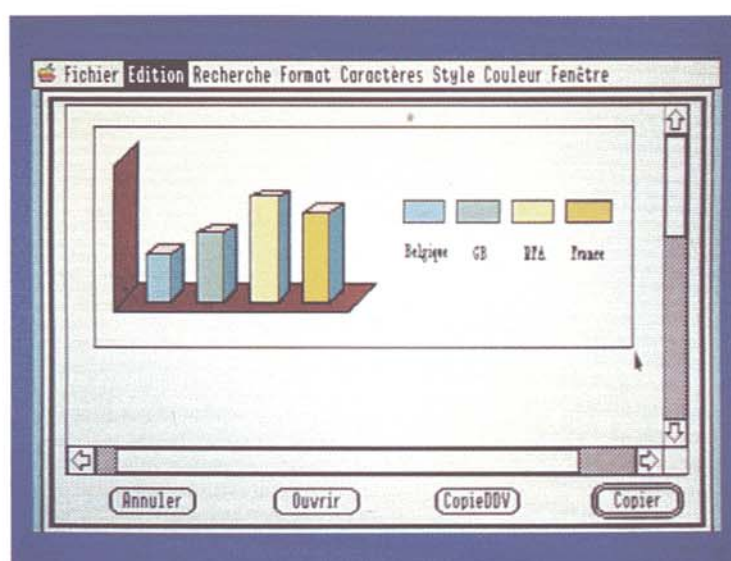 Fichier Edition Recherche Format Caractères Style Couleur Fenêtre
Belgique GB RFA France
Annuler Ouvrir CopieDDV Copier